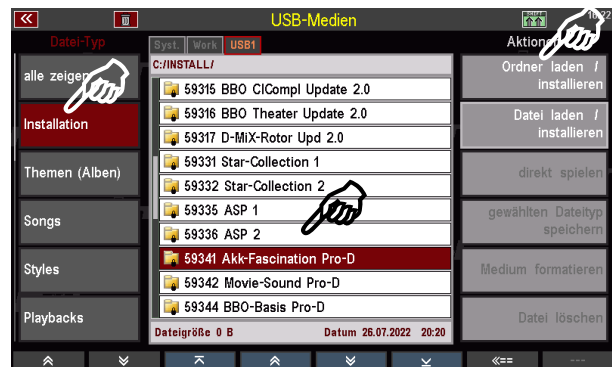 USB-Medien
22
Datei-Typ
Syst. Work USB1
alle zeigen
Installation
Themen (Alben)
Songs
Styles
Playbacks
C:/INSTALL/
59315 BBO ClCompl Update 2.0
59316 BBO Theater Update 2.0
59317 D-MiX-Rotor Upd 2.0
59331 Star-Collection 1
59332 Star-Collection 2
59335 ASP 1
59336 ASP 2
59341 Akk-Fascination Pro-D
59342 Movie-Sound Pro-D
59344 BBO-Basis Pro-D
Dateigröße 0 B Datum 26.07.2022 20:20
Aktionen
Ordner laden /
installieren
Datei laden /
installieren
direkt spielen
gewählten Dateityp
speichern
Medium formatieren
Datei löschen
«==
---